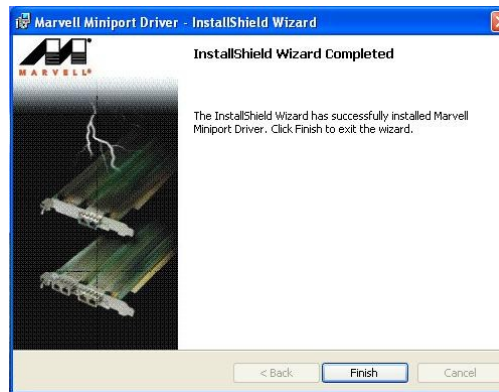 Marvell Miniport Driver - InstallShield Wizard
MARVELL®
InstallShield Wizard Completed
The InstallShield Wizard has successfully installed Marvell
Miniport Driver. Click Finish to exit the wizard.
< Back
Finish
Cancel